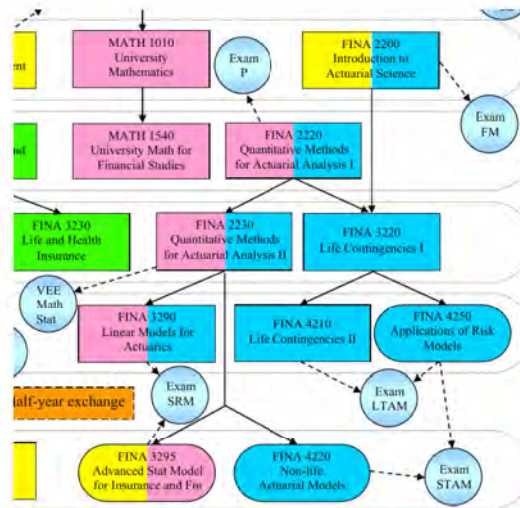 MATH 1010
University
Mathematics
Exam
P
FINA 2200
Introduction to
Actuarial Science
Exam
FM
MATH 1540
University Math for
Financial Studies
FINA 2220
Quantitative Methods
for Actuarial Analysis I
FINA 3230
Life and Health
Insurance
FINA 2230
Quantitative Methods
for Actuarial Analysis II
FINA 3220
Life Contingencies I
VEE
Math
Stat
FINA 3290
Linear Models for
Actuaries
FINA 4210
Life Contingencies II
FINA 4250
Applications of Risk
Models
Half-year exchange
Exam
SRM
Exam
LTAM
FINA 3295
Advanced Stat Model
for Insurance and Fin
FINA 4220
Non-life
Actuarial Models
Exam
STAM